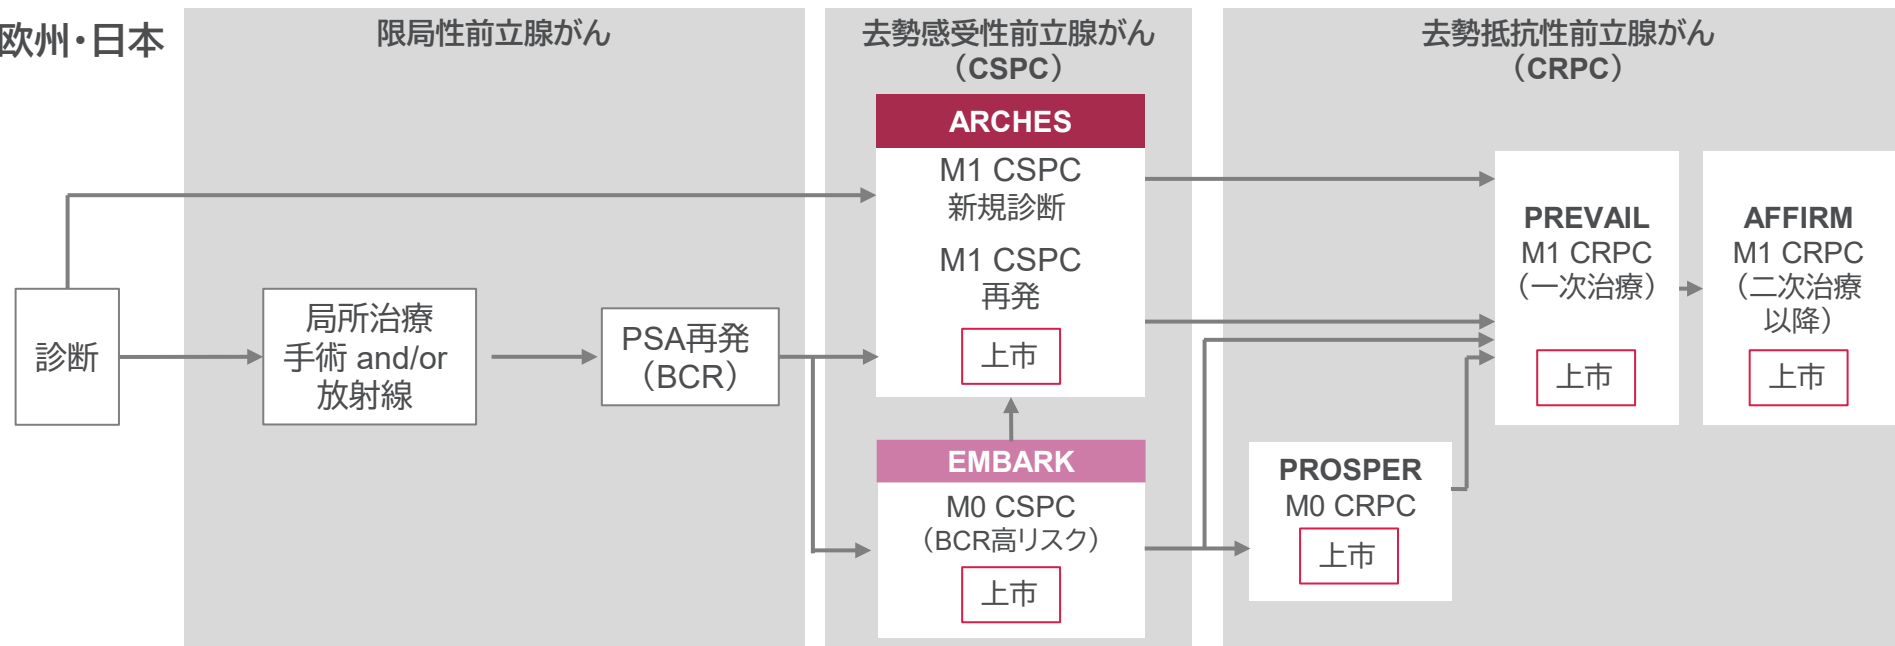 欧州・日本
限局性前立腺がん
去勢感受性前立腺がん
（CSPC）
去勢抵抗性前立腺がん
（CRPC）
診断
局所治療
手術 and/or
放射線
PSA再発
（BCR）
ARCHES
M1 CSPC
新規診断
M1 CSPC
再発
上市
EMBARK
M0 CSPC
（BCR高リスク）
上市
PROSPER
M0 CRPC
上市
PREVAIL
M1 CRPC
（一次治療）
上市
AFFIRM
M1 CRPC
（二次治療
以降）
上市